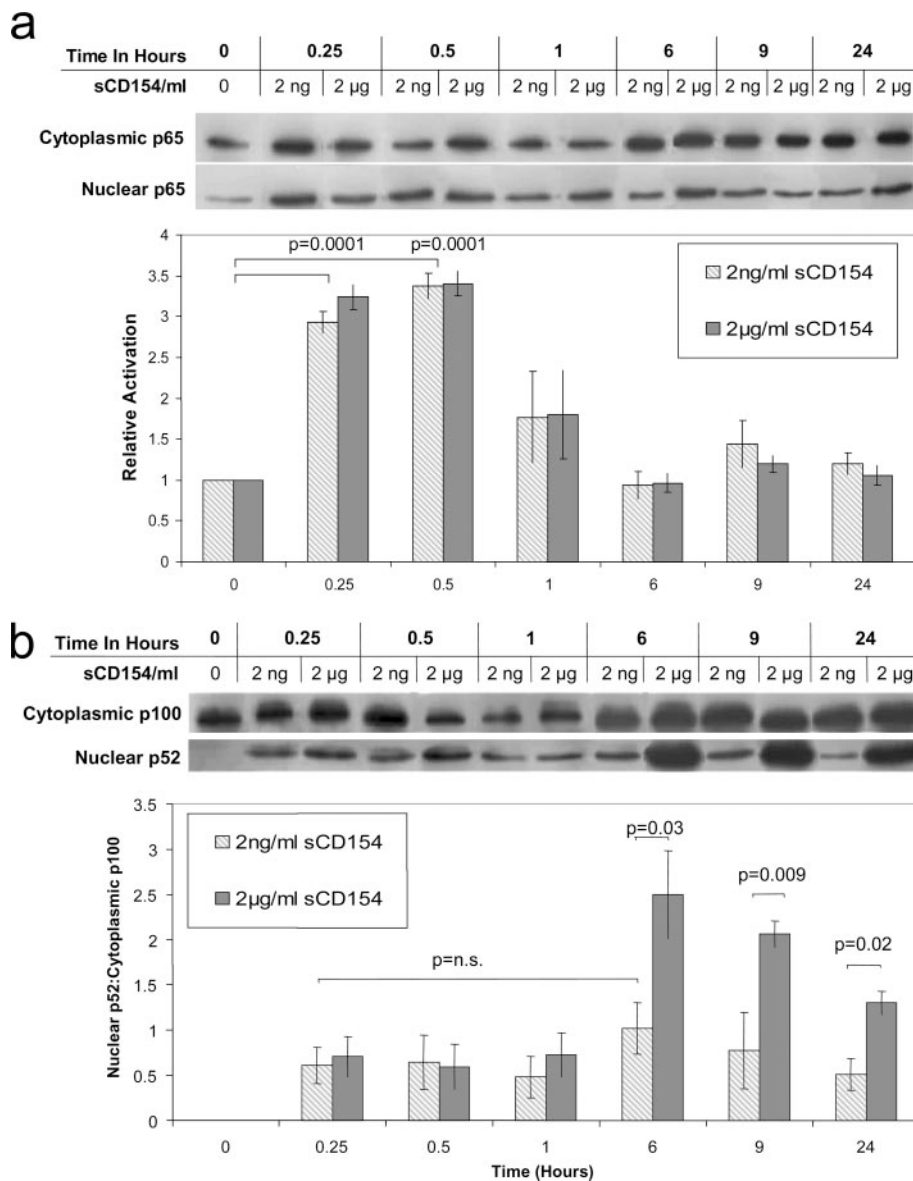 a
Time In Hours 0 0.25 0.5 1 6 9 24
sCD154/ml 0 2 ng 2 µg 2 ng 2 µg 2 ng 2 µg 2 ng 2 µg 2 ng 2 µg 2 ng 2 µg
Cytoplasmic p65
Nuclear p65
4
p=0.0001 p=0.0001
3.5
3
2.5
2
1.5
1
0.5
0
Relative Activation
2ng/ml sCD154
2µg/ml sCD154
0 0.25 0.5 1 6 9 24
b
Time In Hours 0 0.25 0.5 1 6 9 24
sCD154/ml 0 2 ng 2 µg 2 ng 2 µg 2 ng 2 µg 2 ng 2 µg 2 ng 2 µg 2 ng 2 µg
Cytoplasmic p100
Nuclear p52
3.5
3
2.5
2
1.5
1
0.5
0
Nuclear p52:Cytoplasmic p100
2ng/ml sCD154
2µg/ml sCD154
p=n.s.
p=0.03
p=0.009
p=0.02
0 0.25 0.5 1 6 9 24
Time (Hours)